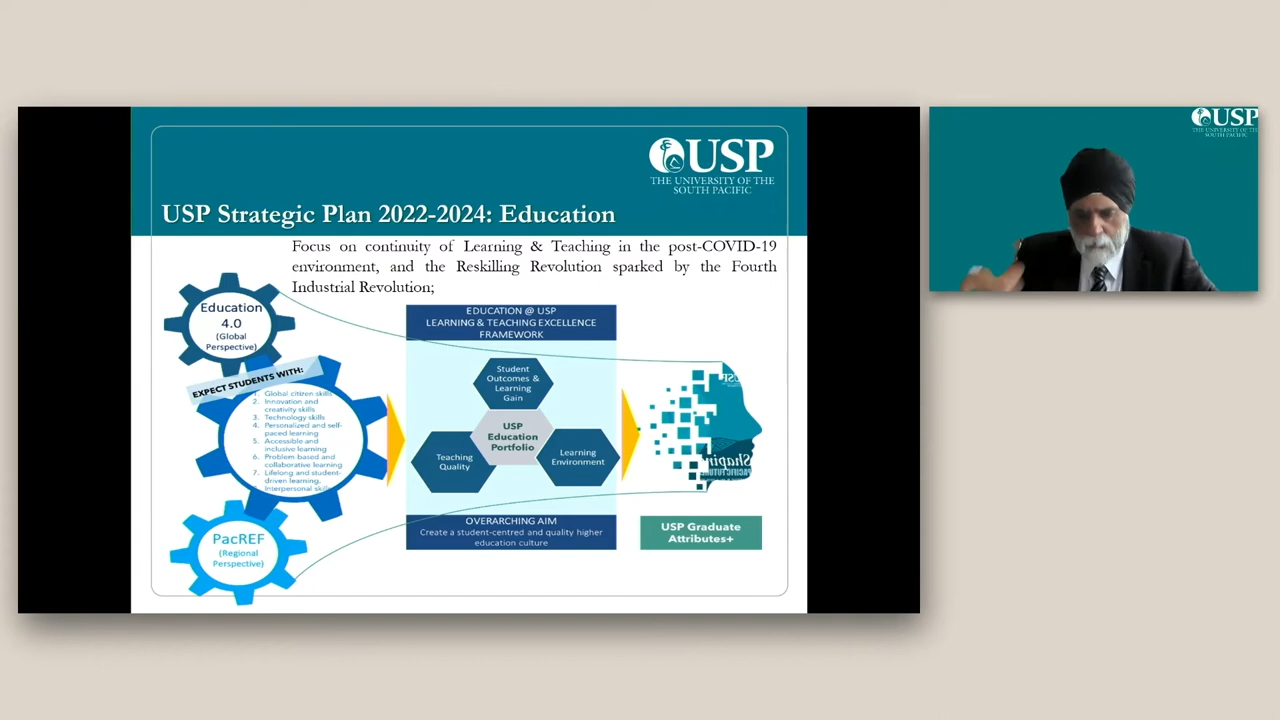 USP
THE UNIVERSITY OF THE
SOUTH PACIFIC
USP Strategic Plan 2022-2024: Education
Focus on continuity of Learning & Teaching in the post-COVID-19
environment, and the Reskilling Revolution sparked by the Fourth
Industrial Revolution;
Education
4.0
(Global
Perspective)
EXPECT STUDENTS WITH:
1. Global citizen skills
2. Innovation and
creativity skills
3. Technology skills
4. Personalized and self-
paced learning
5. Accessible and
inclusive learning
6. Problem based and
collaborative learning
7. Lifelong and student-
driven learning.
Interpersonal skills
PacREF
(Regional
Perspective)
EDUCATION @ USP
LEARNING & TEACHING EXCELLENCE
FRAMEWORK
Student
Outcomes &
Learning
Gain
USP
Education
Portfolio
Teaching
Quality
Learning
Environment
OVERARCHING AIM
Create a student-centred and quality higher
education culture
Shaping
PACIFIC FUTURES
USP Graduate
Attributes+
USP
THE UNIVERSITY OF THE
SOUTH PACIFIC